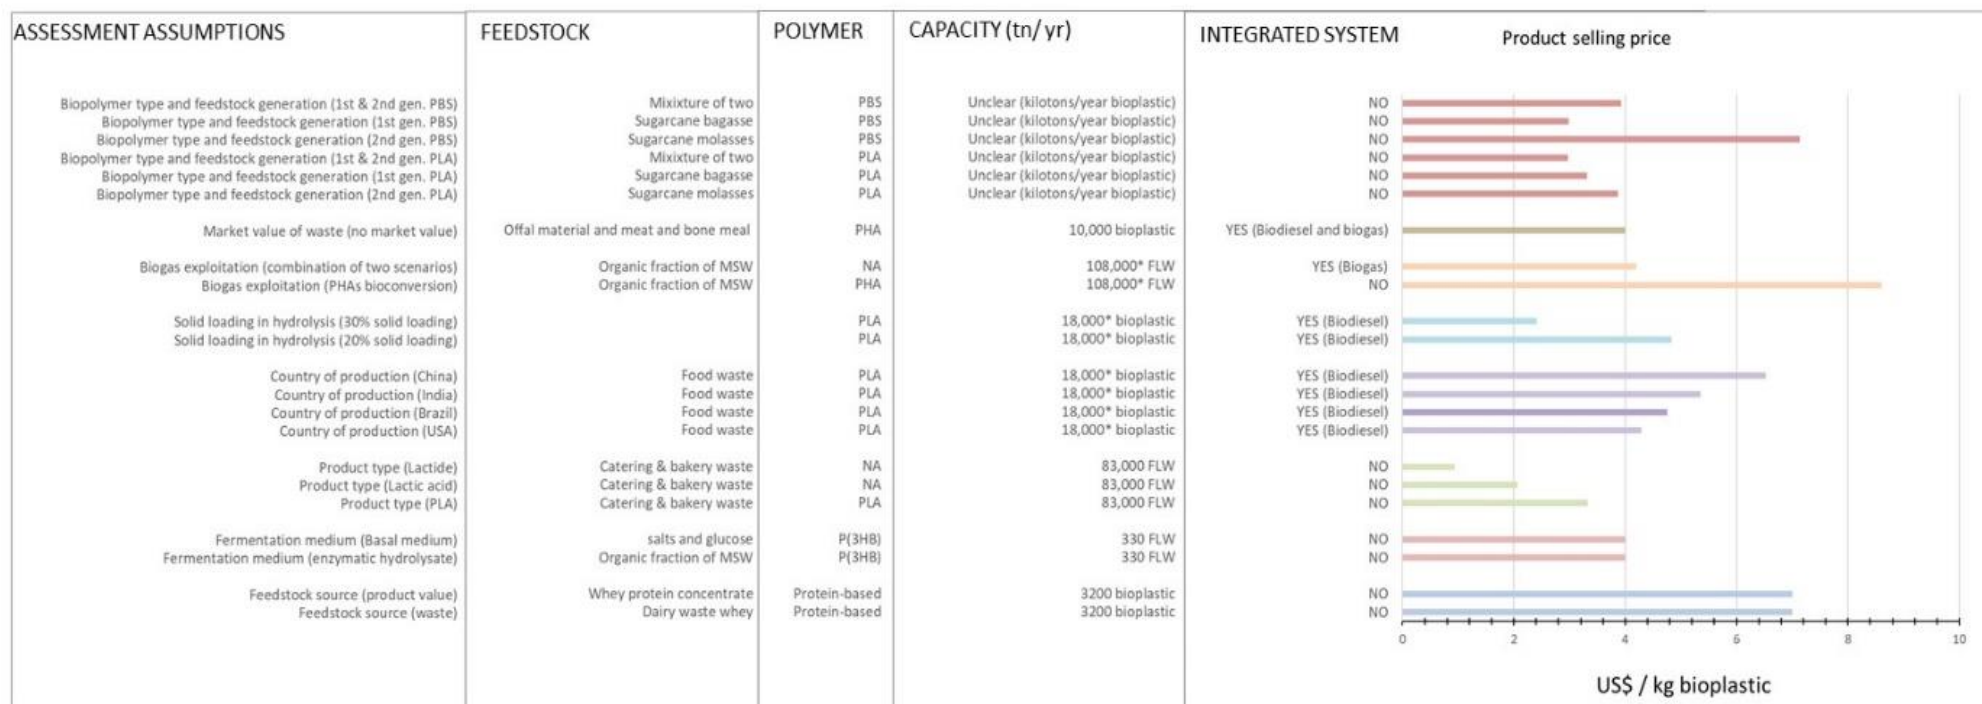 ASSESSMENT ASSUMPTIONS FEEDSTOCK POLYMER CAPACITY (tn/ yr) INTEGRATED SYSTEM Product selling price
Biopolymer type and feedstock generation (1st & 2nd gen. PBS) Mixixture of two PBS Unclear (kilotons/year bioplastic) NO
Biopolymer type and feedstock generation (1st gen. PBS) Sugarcane bagasse PBS Unclear (kilotons/year bioplastic) NO
Biopolymer type and feedstock generation (2nd gen. PBS) Sugarcane molasses PBS Unclear (kilotons/year bioplastic) NO
Biopolymer type and feedstock generation (1st & 2nd gen. PLA) Mixixture of two PLA Unclear (kilotons/year bioplastic) NO
Biopolymer type and feedstock generation (1st gen. PLA) Sugarcane bagasse PLA Unclear (kilotons/year bioplastic) NO
Biopolymer type and feedstock generation (2nd gen. PLA) Sugarcane molasses PLA Unclear (kilotons/year bioplastic) NO
Market value of waste (no market value) Offal material and meat and bone meal PHA 10,000 bioplastic YES (Biodiesel and biogas)
Biogas exploitation (combination of two scenarios) Organic fraction of MSW NA 108,000* FLW YES (Biogas)
Biogas exploitation (PHAs bioconversion) Organic fraction of MSW PHA 108,000* FLW NO
Solid loading in hydrolysis (30% solid loading) PLA 18,000* bioplastic YES (Biodiesel)
Solid loading in hydrolysis (20% solid loading) PLA 18,000* bioplastic YES (Biodiesel)
Country of production (China) Food waste PLA 18,000* bioplastic YES (Biodiesel)
Country of production (India) Food waste PLA 18,000* bioplastic YES (Biodiesel)
Country of production (Brazil) Food waste PLA 18,000* bioplastic YES (Biodiesel)
Country of production (USA) Food waste PLA 18,000* bioplastic YES (Biodiesel)
Product type (Lactide) Catering & bakery waste NA 83,000 FLW NO
Product type (Lactic acid) Catering & bakery waste NA 83,000 FLW NO
Product type (PLA) Catering & bakery waste PLA 83,000 FLW NO
Fermentation medium (Basal medium) salts and glucose P(3HB) 330 FLW NO
Fermentation medium (enzymatic hydrolysate) Organic fraction of MSW P(3HB) 330 FLW NO
Feedstock source (product value) Whey protein concentrate Protein-based 3200 bioplastic NO
Feedstock source (waste) Dairy waste whey Protein-based 3200 bioplastic NO
0 2 4 6 8 10
US$ / kg bioplastic